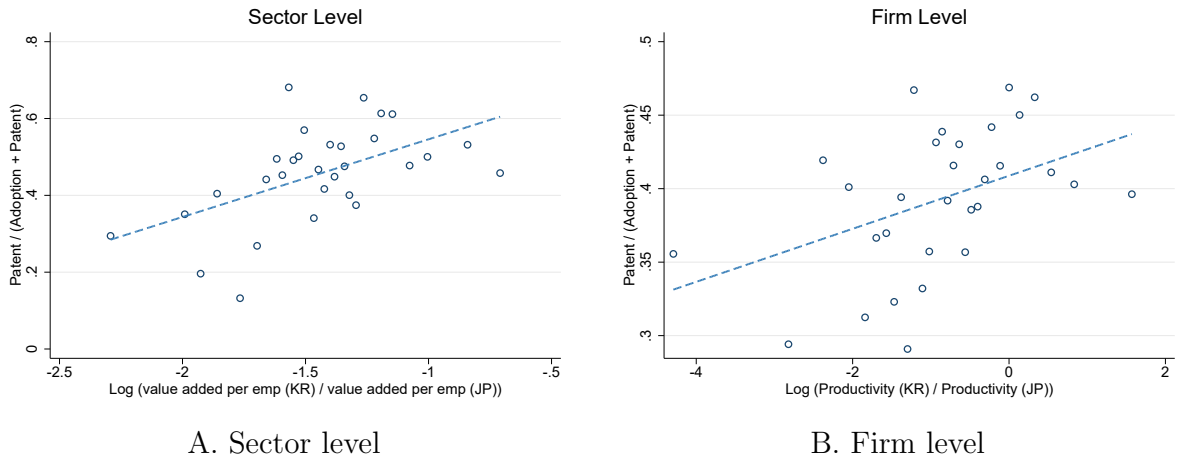 Sector Level
.8
.6
.4
.2
0
Patent / (Adoption + Patent)
-2.5 -2 -1.5 -1 -.5
Log (value added per emp (KR) / value added per emp (JP))
A. Sector level
Firm Level
.5
.45
.4
.35
.3
Patent / (Adoption + Patent)
-4 -2 0 2
Log (Productivity (KR) / Productivity (JP))
B. Firm level